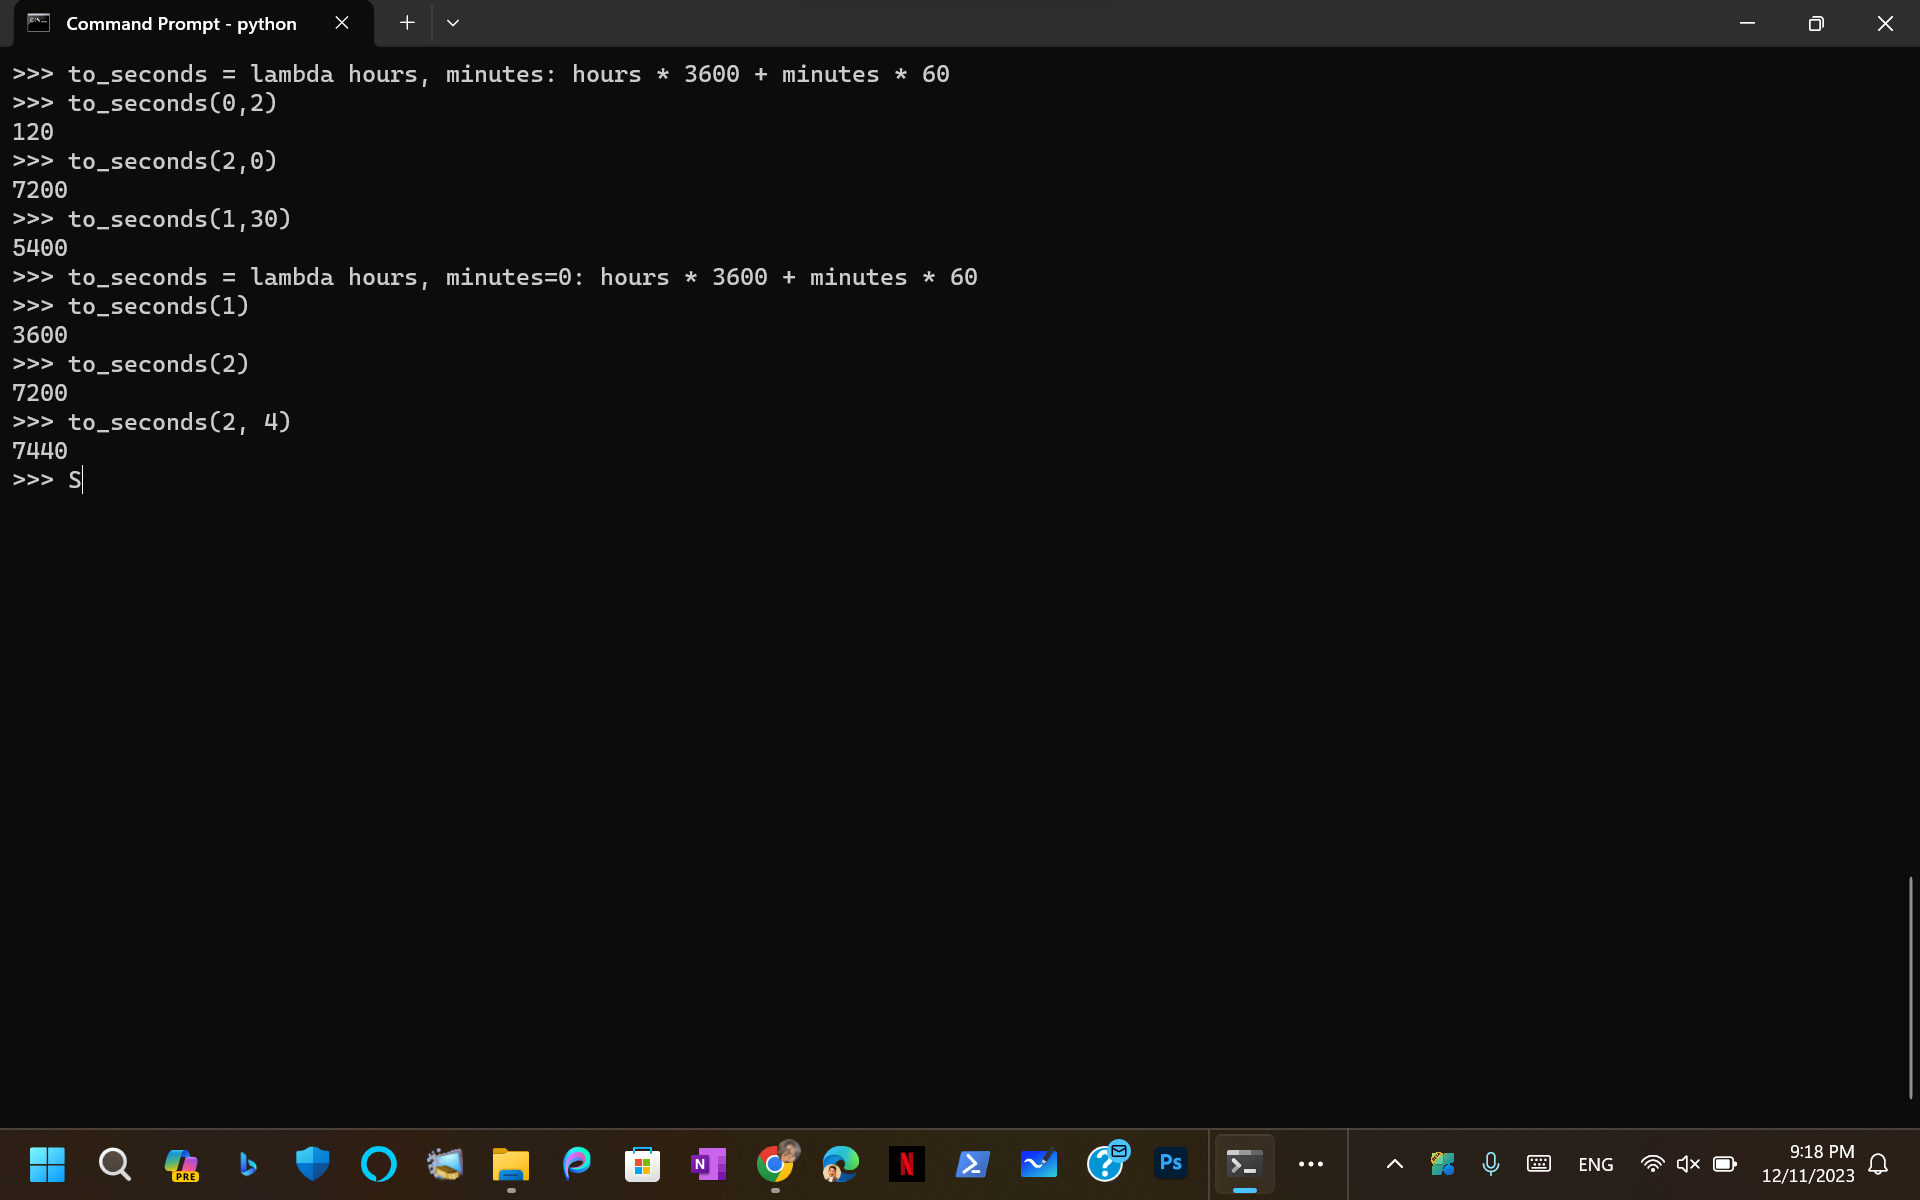 Command Prompt - python
>>> to_seconds = lambda hours, minutes: hours * 3600 + minutes * 60
>>> to_seconds(0,2)
120
>>> to_seconds(2,0)
7200
>>> to_seconds(1,30)
5400
>>> to_seconds = lambda hours, minutes=0: hours * 3600 + minutes * 60
>>> to_seconds(1)
3600
>>> to_seconds(2)
7200
>>> to_seconds(2, 4)
7440
>>> S
PRE
N
N
Ps
ENG
9:18 PM
12/11/2023